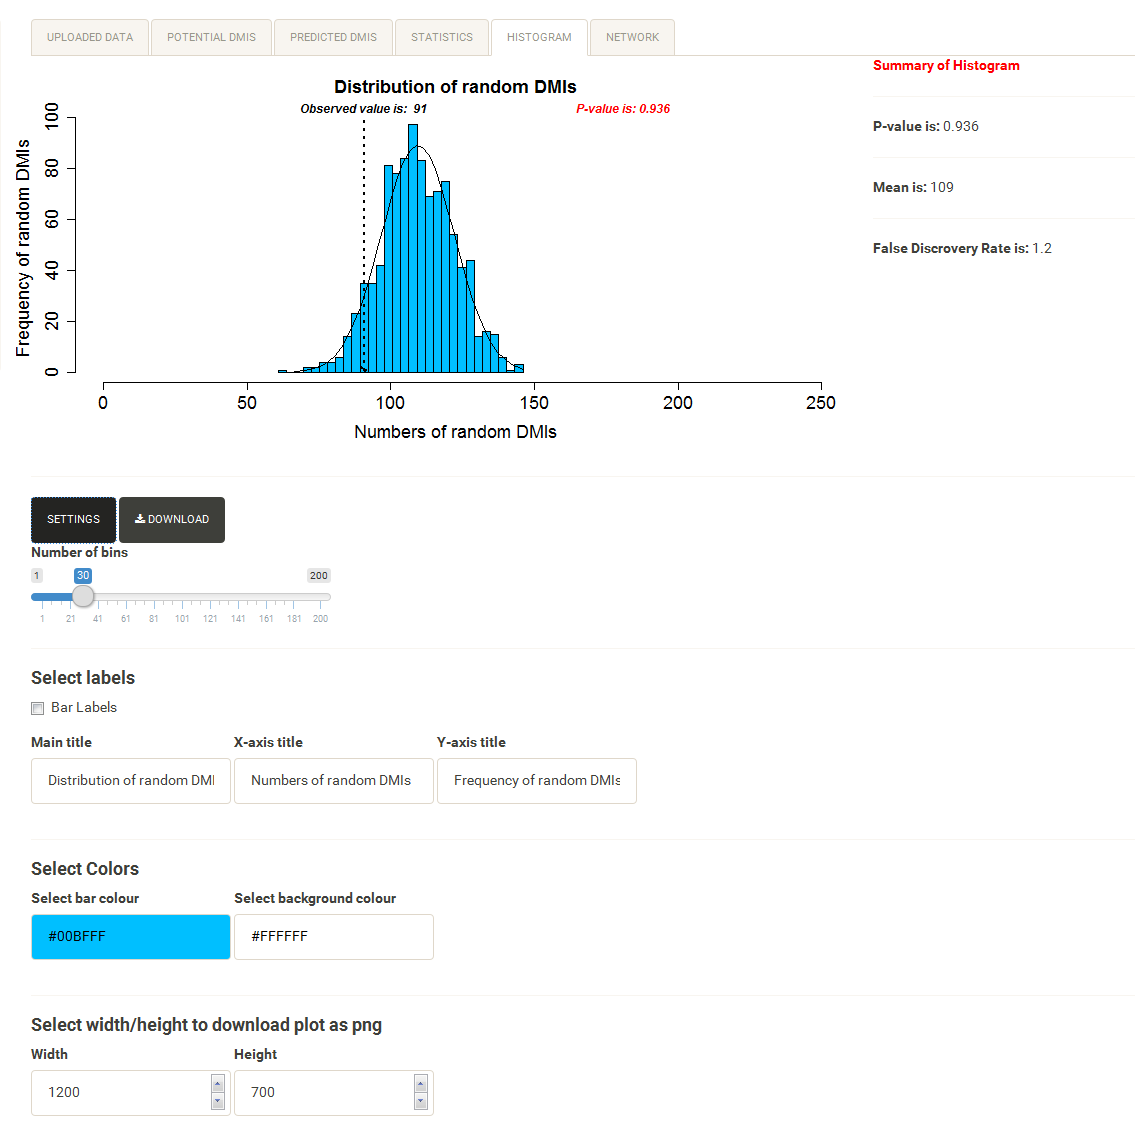 UPLOADED DATA POTENTIAL DMIS PREDICTED DMIS STATISTICS HISTOGRAM NETWORK
Distribution of random DMIs
Observed value is: 91 P-value is: 0.936
Frequency of random DMIs
100
80
60
40
20
0
0 50 100 150 200 250
Numbers of random DMIs
Summary of Histogram
P-value is: 0.936
Mean is: 109
False Discrovery Rate is: 1.2
SETTINGS DOWNLOAD
Number of bins
1 30 200
1 21 41 61 81 101 121 141 161 181 200
Select labels
Bar Labels
Main title X-axis title Y-axis title
Distribution of random DMI Numbers of random DMIs Frequency of random DMIs
Select Colors
Select bar colour Select background colour
#00BFFF #FFFFFF
Select width/height to download plot as png
Width Height
1200 700